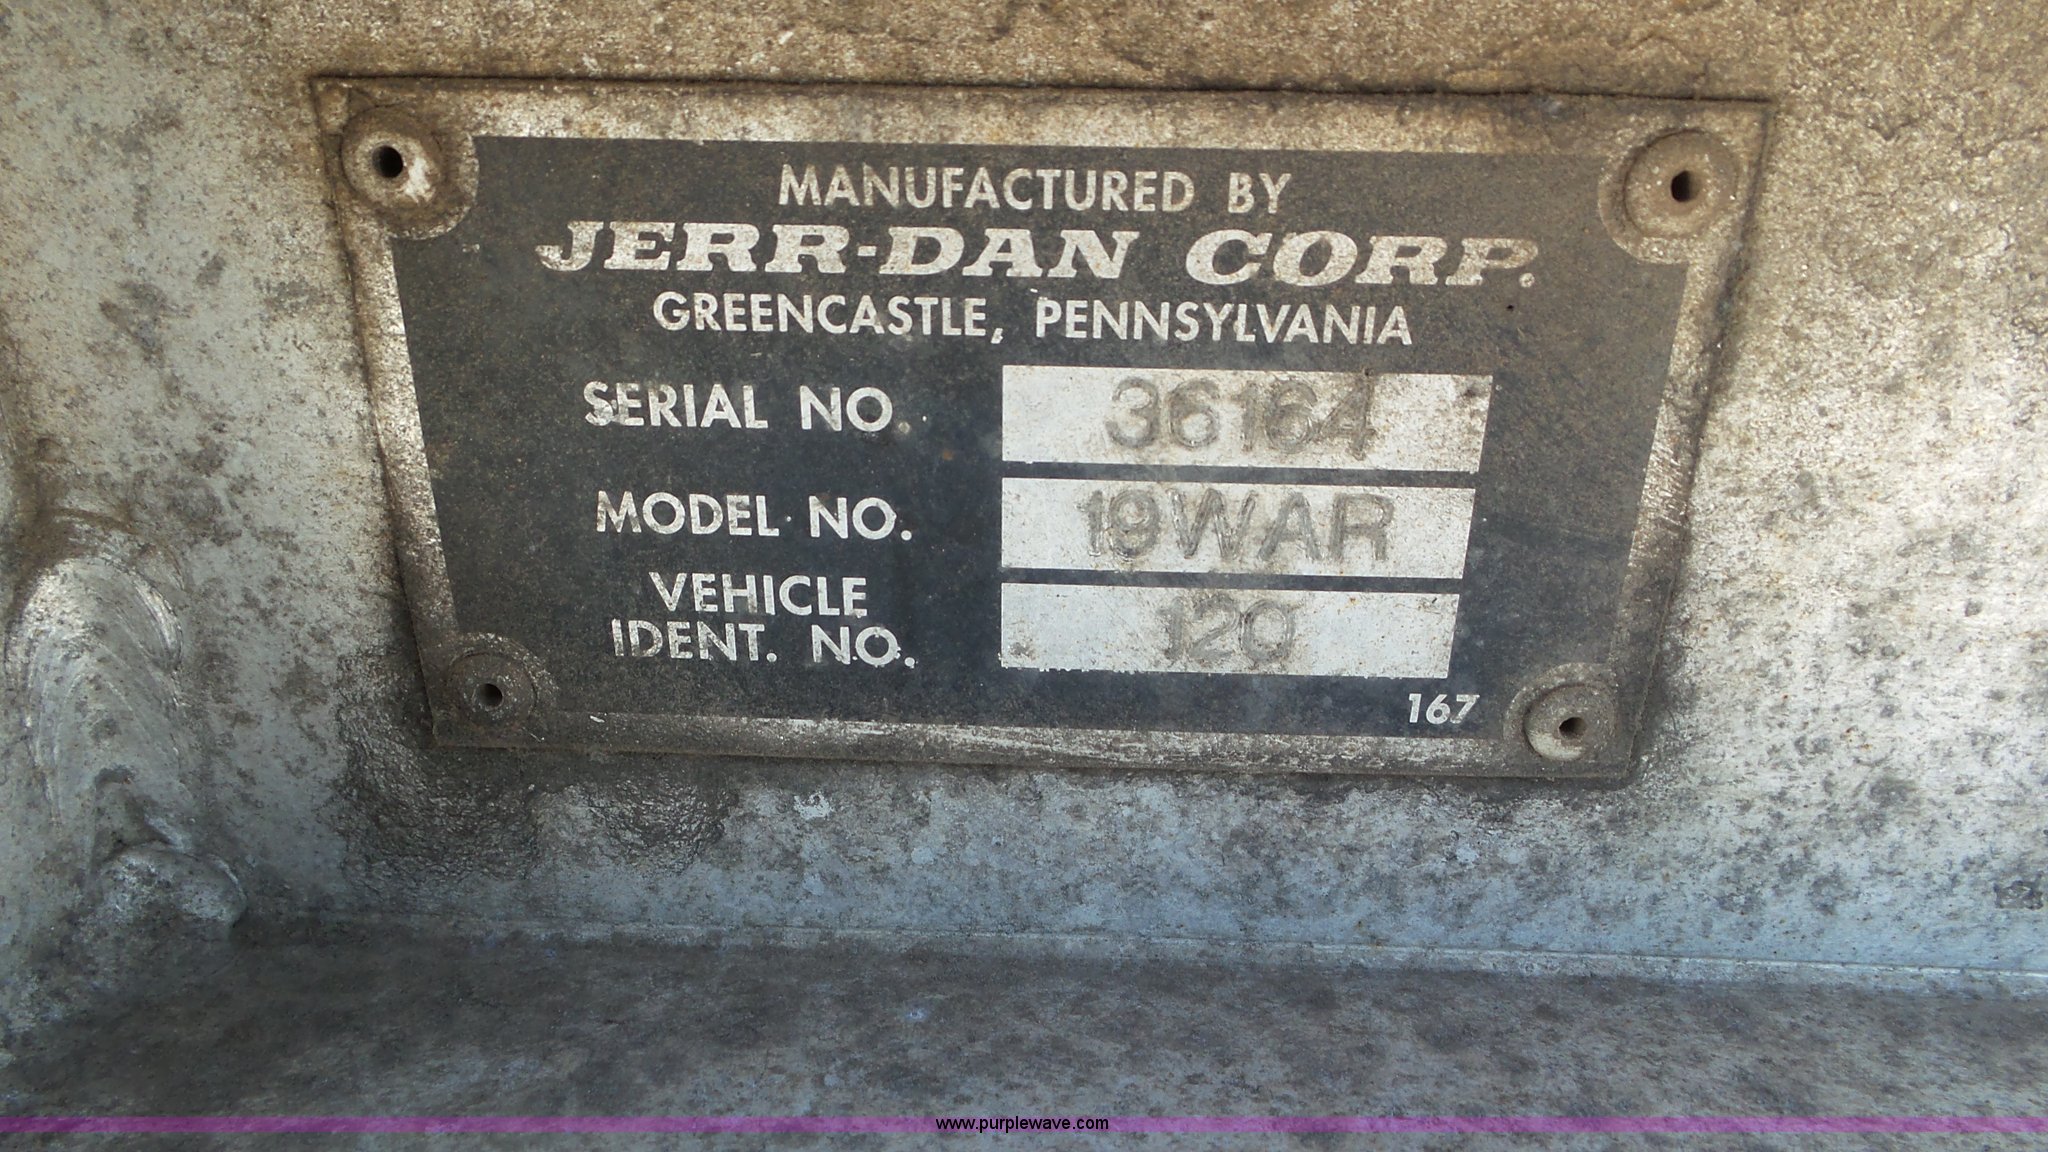 MANUFACTURED BY
JERR-DAN CORP.
GREENCASTLE, PENNSYLVANIA
SERIAL NO. 36164
MODEL NO. 19WAR
VEHICLE
IDENT. NO. 120
167
www.purplewave.com